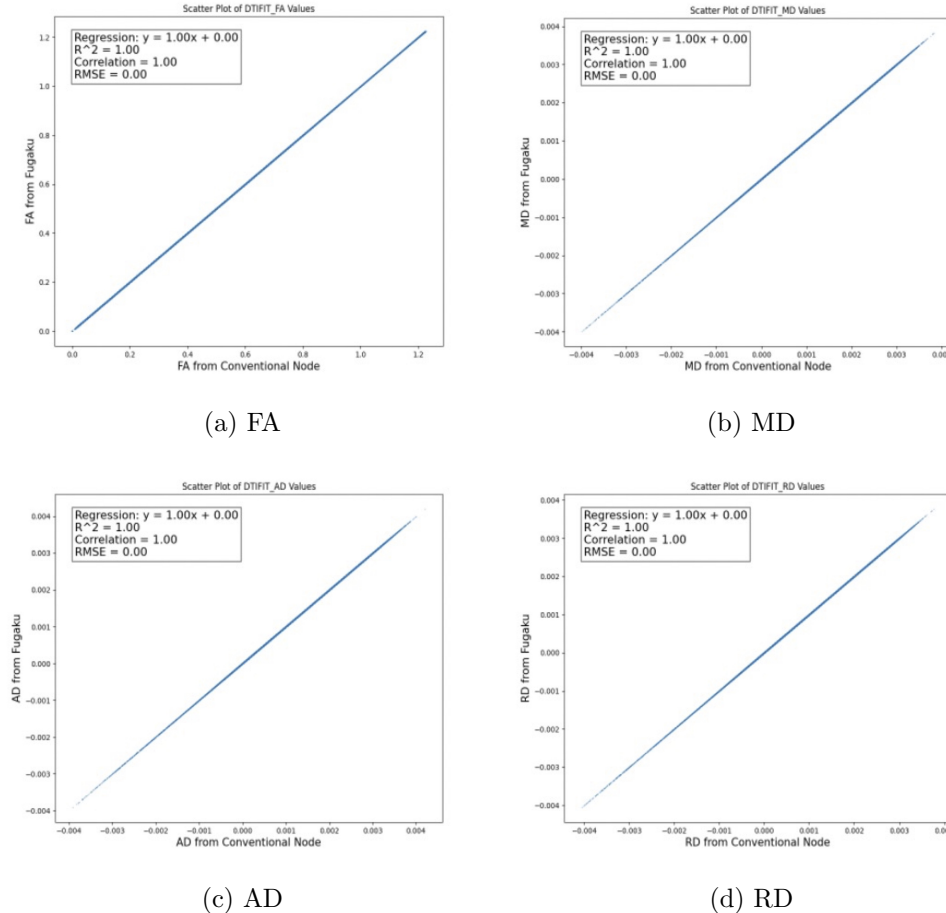 Scatter Plot of DTIFIT_FA Values
Regression: y = 1.00x + 0.00
R^2 = 1.00
Correlation = 1.00
RMSE = 0.00
FA from Fugaku
1.2
1.0
0.8
0.6
0.4
0.2
0.0
0.0 0.2 0.4 0.6 0.8 1.0 1.2
FA from Conventional Node
(a) FA
Scatter Plot of DTIFIT_MD Values
Regression: y = 1.00x + 0.00
R^2 = 1.00
Correlation = 1.00
RMSE = 0.00
MD from Fugaku
0.004
0.003
0.002
0.001
0.000
−0.001
−0.002
−0.003
−0.004
−0.004 −0.003 −0.002 −0.001 0.000 0.001 0.002 0.003
MD from Conventional Node
(b) MD
Scatter Plot of DTIFIT_AD Values
Regression: y = 1.00x + 0.00
R^2 = 1.00
Correlation = 1.00
RMSE = 0.00
AD from Fugaku
0.004
0.003
0.002
0.001
0.000
−0.001
−0.002
−0.003
−0.004
−0.004 −0.003 −0.002 −0.001 0.000 0.001 0.002 0.003 0.004
AD from Conventional Node
(c) AD
Scatter Plot of DTIFIT_RD Values
Regression: y = 1.00x + 0.00
R^2 = 1.00
Correlation = 1.00
RMSE = 0.00
RD from Fugaku
0.004
0.003
0.002
0.001
0.000
−0.001
−0.002
−0.003
−0.004
−0.004 −0.003 −0.002 −0.001 0.000 0.001 0.002 0.003
RD from Conventional Node
(d) RD